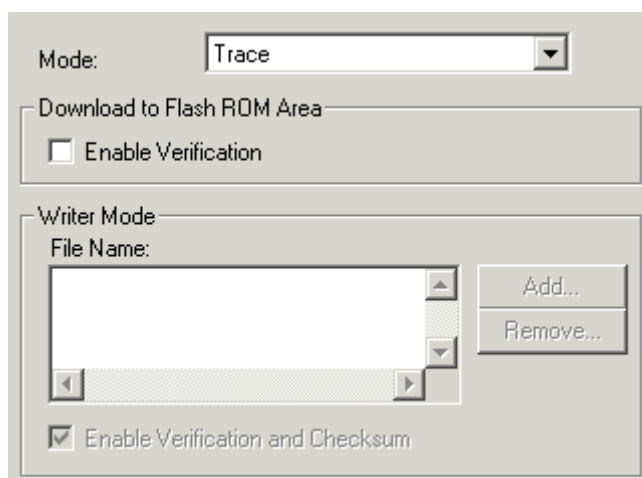 Mode:
Trace
Download to Flash ROM Area
Enable Verification
Writer Mode
File Name:
Add...
Remove...
Enable Verification and Checksum